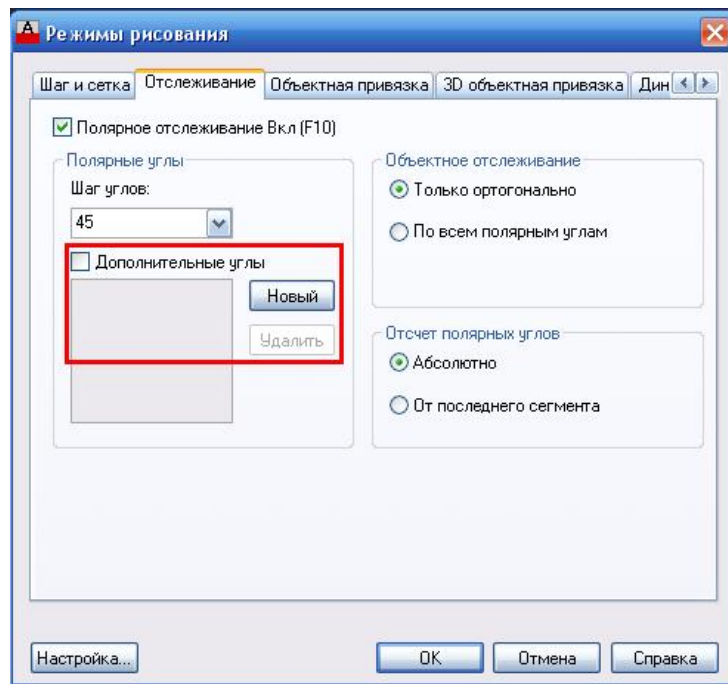 Режимы рисования
Шаг и сетка Отслеживание Объектная привязка 3D объектная привязка Дин
Полярное отслеживание Вкл (F10)
Полярные углы
Шаг углов:
45
Дополнительные углы
Новый
Удалить
Объектное отслеживание
Только ортогонально
По всем полярным углам
Отсчет полярных углов
Абсолютно
От последнего сегмента
Настройка... OK Отмена Справка